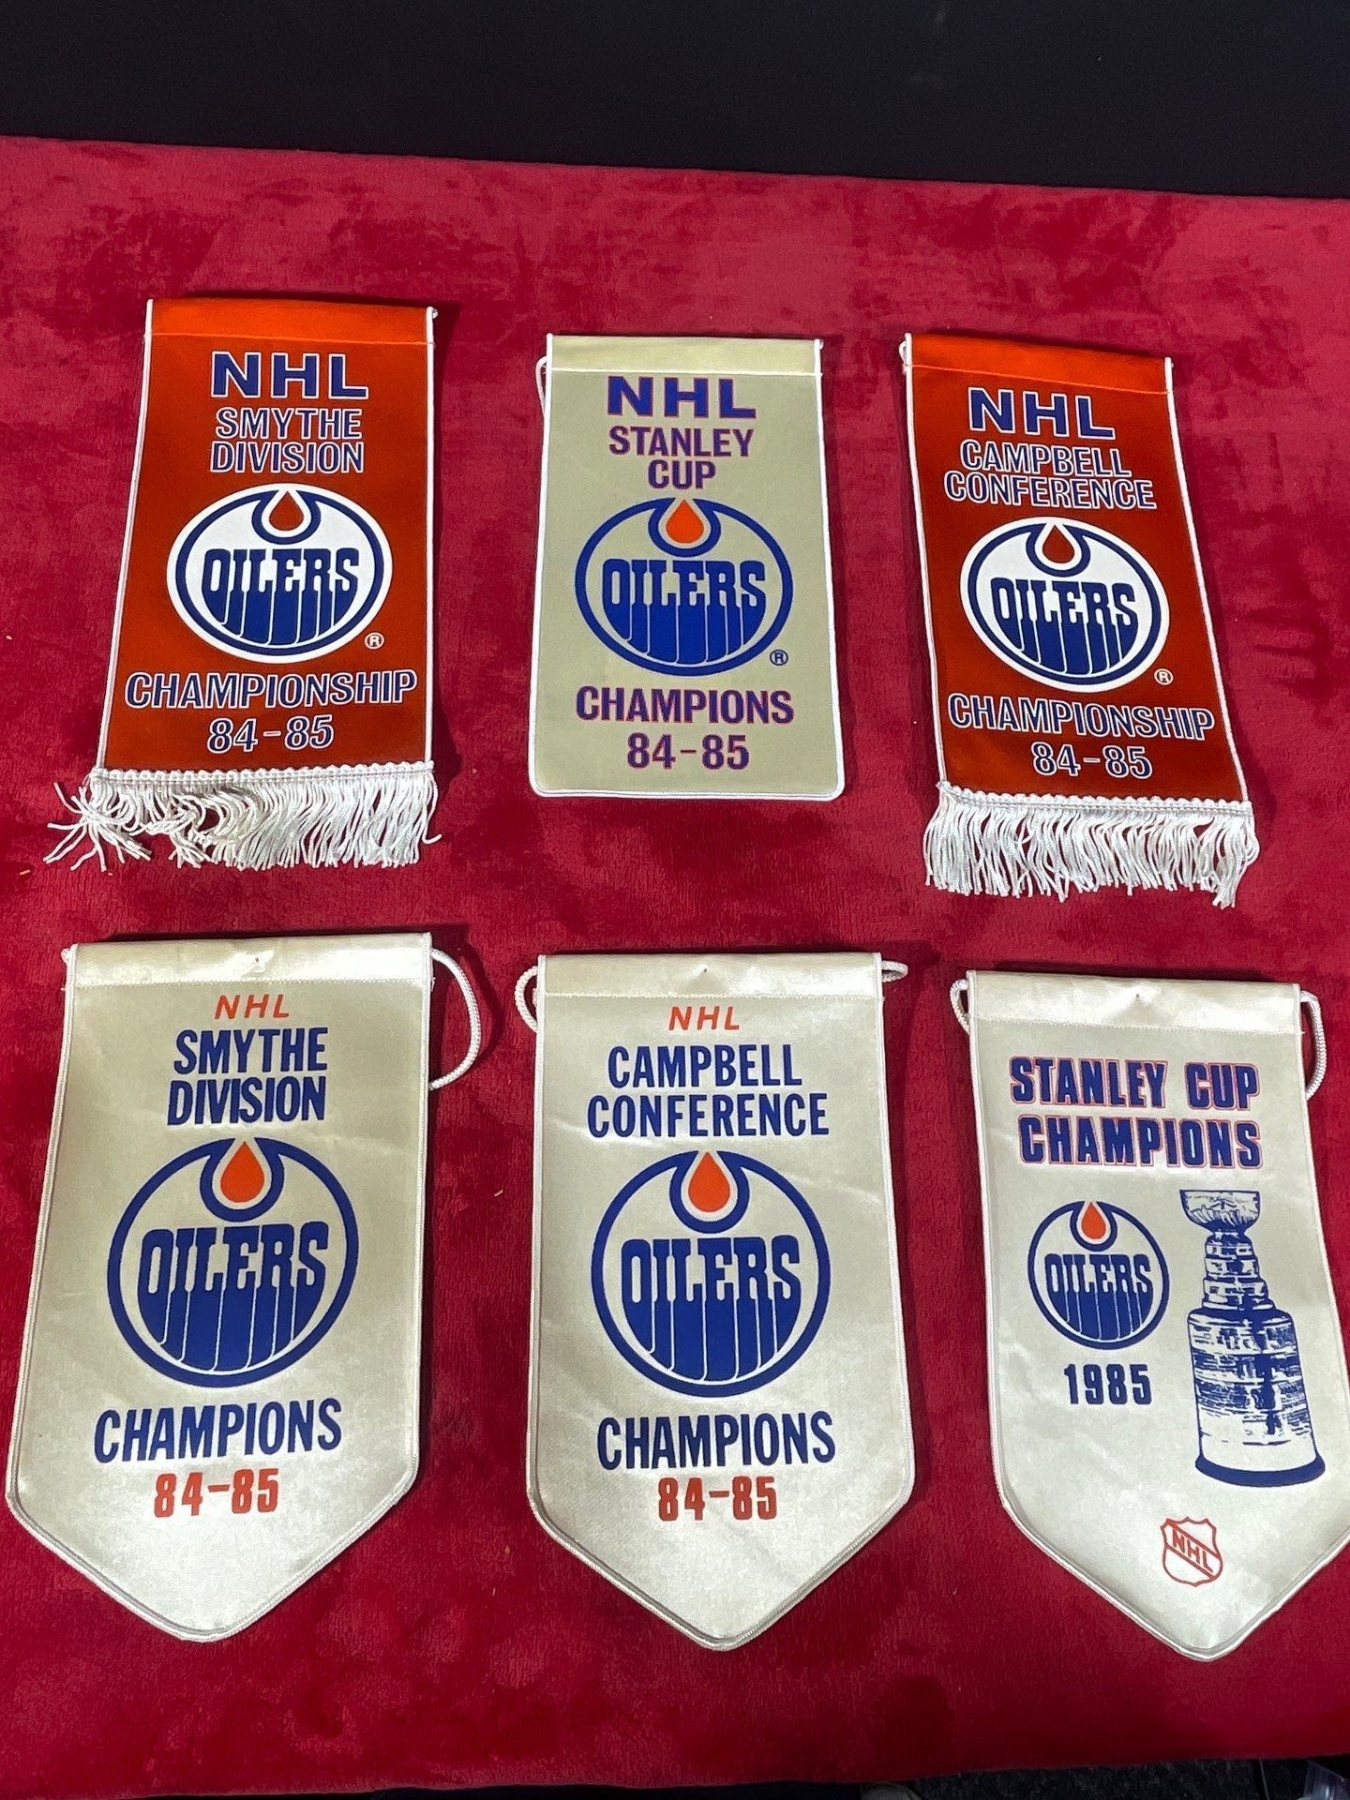 NHL
SMYTHE
DIVISION
OILERS
®
CHAMPIONSHIP
84-85
NHL
STANLEY
CUP
OILERS
®
CHAMPIONS
84-85
NHL
CAMPBELL
CONFERENCE
OILERS
®
CHAMPIONSHIP
84-85
NHL
SMYTHE
DIVISION
OILERS
CHAMPIONS
84-85
NHL
CAMPBELL
CONFERENCE
OILERS
CHAMPIONS
84-85
STANLEY CUP
CHAMPIONS
OILERS
1985
NHL